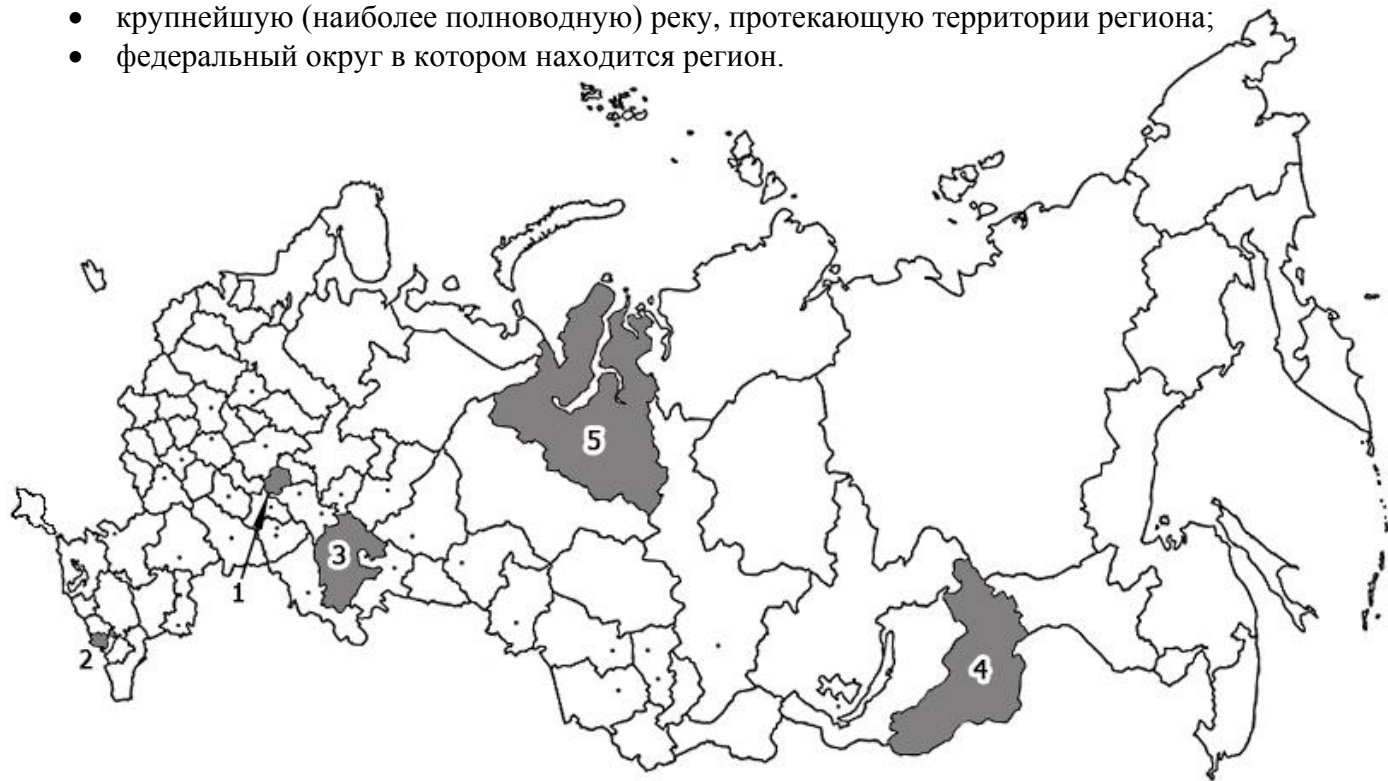 • крупнейшую (наиболее полноводную) реку, протекающую территории региона;
• федеральный округ в котором находится регион.
5
3
1
2
4